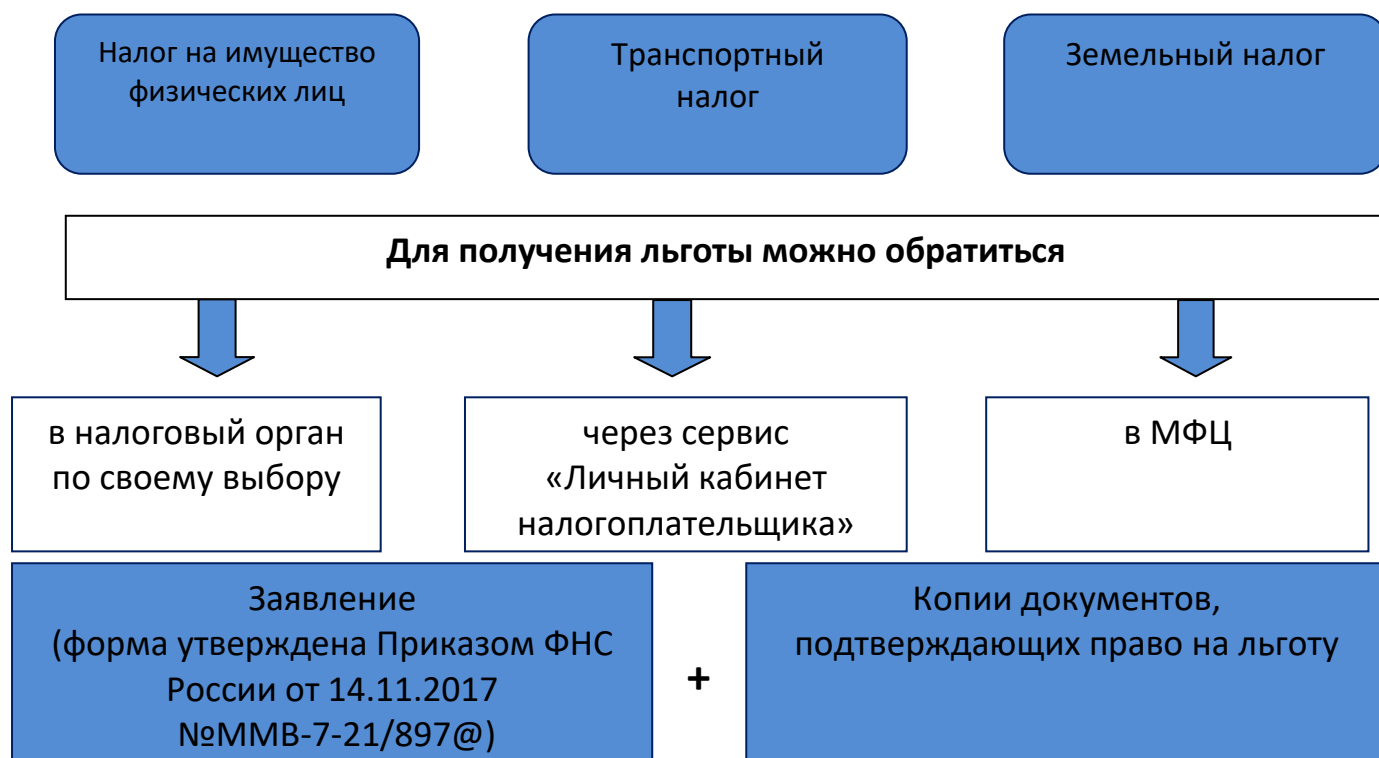 Налог на имущество
физических лиц
Транспортный
налог
Земельный налог
Для получения льготы можно обратиться
в налоговый орган
по своему выбору
через сервис
«Личный кабинет
налогоплательщика»
в МФЦ
Заявление
(форма утверждена Приказом ФНС
России от 14.11.2017
№ММВ-7-21/897@)
+
Копии документов,
подтверждающих право на льготу